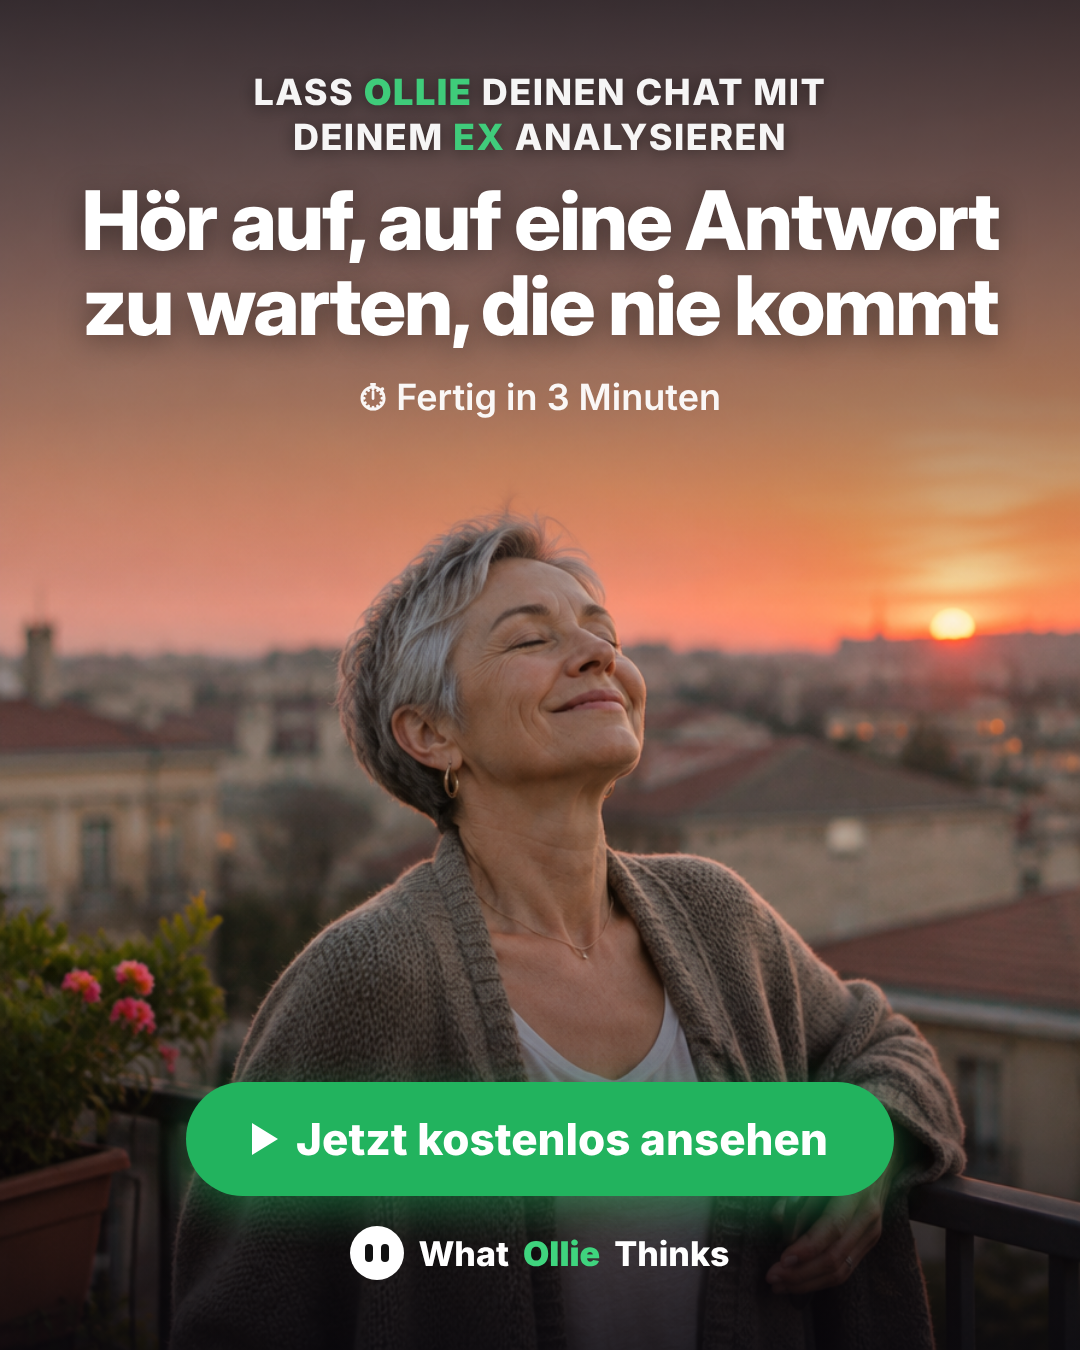 LASS OLLIE DEINEN CHAT MIT
DEINEM EX ANALYSIEREN
Hör auf, auf eine Antwort
zu warten, die nie kommt
⏱ Fertig in 3 Minuten
▶ Jetzt kostenlos ansehen
What Ollie Thinks